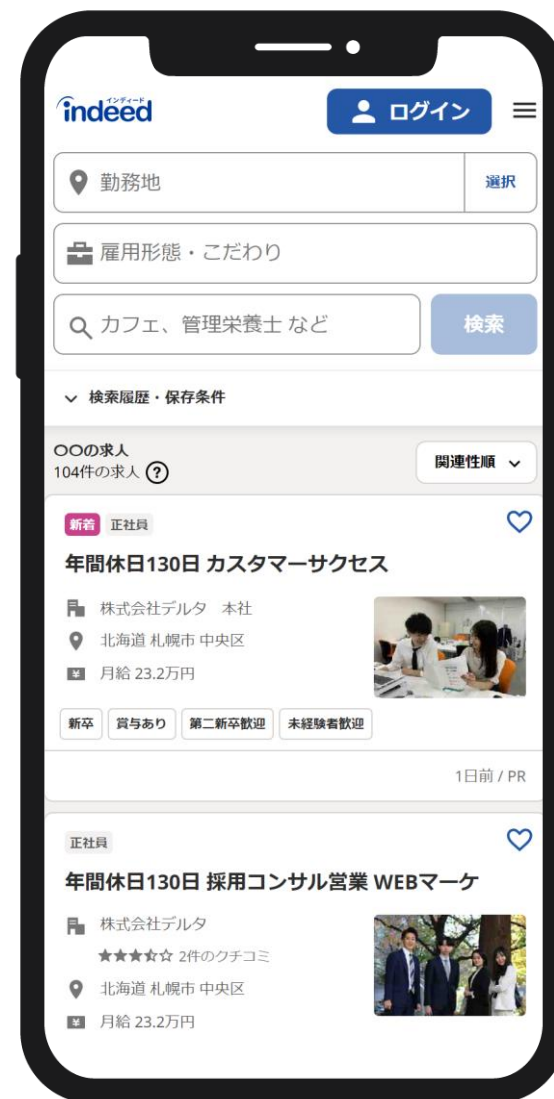 インディード
indeed
ログイン
勤務地
選択
雇用形態・こだわり
カフェ、管理栄養士 など
検索
検索履歴・保存条件
〇〇の求人
104件の求人 ?
関連性順
新着 正社員
年間休日130日 カスタマーサクセス
株式会社デルタ 本社
北海道 札幌市 中央区
月給 23.2万円
新卒 賞与あり 第二新卒歓迎 未経験者歓迎
1日前 / PR
正社員
年間休日130日 採用コンサル営業 WEBマーケ
株式会社デルタ
★★★☆☆ 2件のクチコミ
北海道 札幌市 中央区
月給 23.2万円